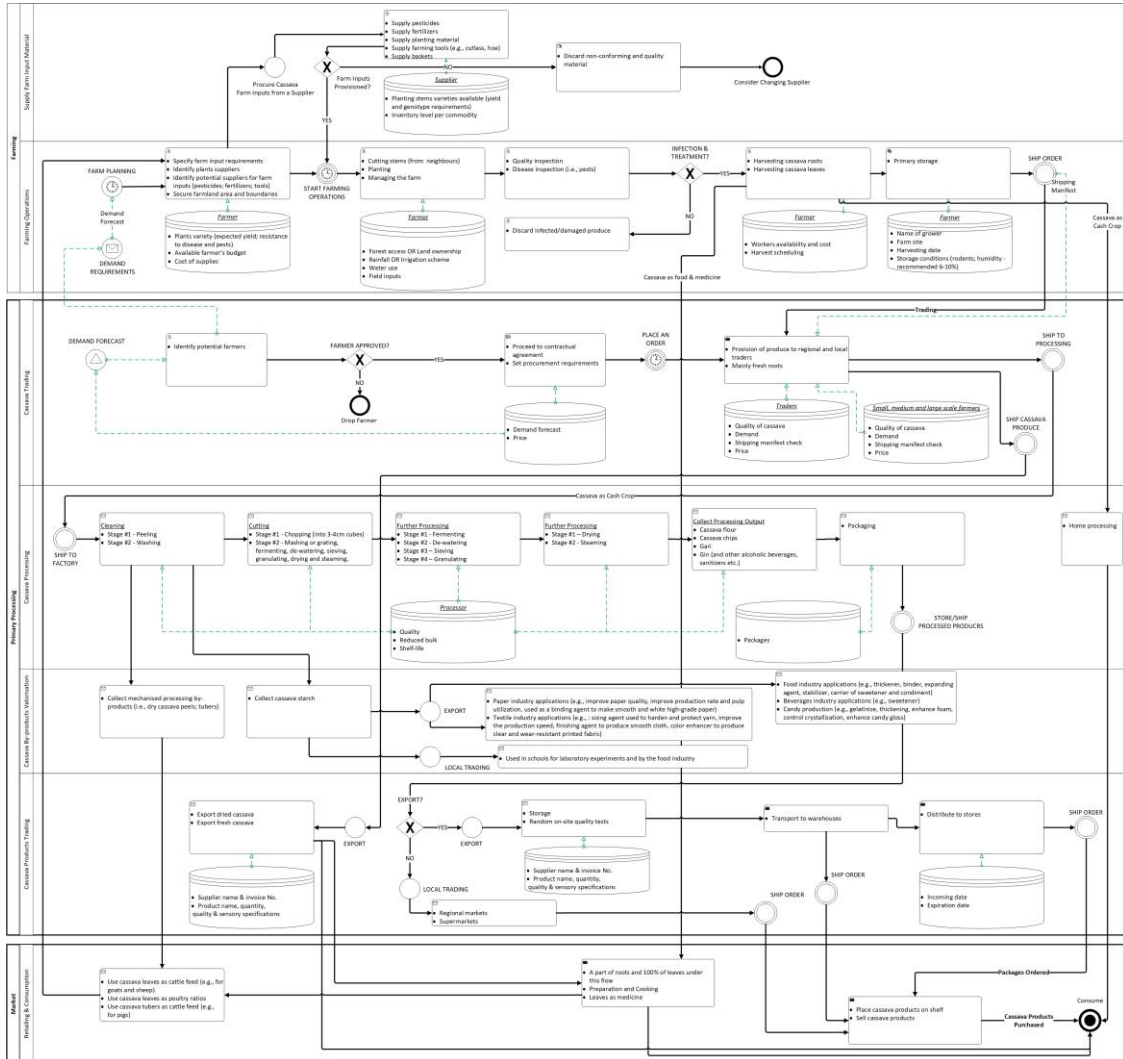 Farming
Supply Farm Input Material
Supply pesticides
Supply fertilizers
Supply planting material
Supply farming tools (e.g., cutlass, hoe)
Supply baskets
Procure Cassava
Farm Inputs from a Supplier
X
Farm Inputs
Provisioned?
NO
YES
Discard non-conforming and quality
material
Consider Changing Supplier
Supplier
Planting stems varieties available (yield
and genotype requirements)
Inventory level per commodity
Farming Operations
FARM PLANNING
Demand
Forecast
DEMAND
REQUIREMENTS
Specify farm input requirements
Identify plants suppliers
Identify potential suppliers for farm
inputs (pesticides; fertilizers; tools)
Secure farmland area and boundaries
Farmer
Plants variety (expected yield; resistance
to disease and pests)
Available farmer's budget
Cost of supplies
START FARMING
OPERATIONS
Cutting stems (from neighbours)
Planting
Managing the farm
Farmer
Forest access OR Land ownership
Rainfall OR Irrigation scheme
Water use
Field inputs
Quality inspection
Disease inspection (i.e., pests)
INFECTION &
TREATMENT?
X
YES
NO
Discard infected/damaged produce
Cassava as food & medicine
Harvesting cassava roots
Harvesting cassava leaves
Farmer
Workers availability and cost
Harvest scheduling
Primary storage
Farmer
Name of grower
Farm site
Harvesting date
Storage conditions (rodents; humidity -
recommended 6-10%)
SHIP ORDER
Shipping
Manifest
Cassava as
Cash Crop
Primary Processing
Cassava Trading
DEMAND FORECAST
Identify potential farmers
FARMER APPROVED?
X
YES
NO
Drop Farmer
Proceed to contractual
agreement
Set procurement requirements
Demand forecast
Price
PLACE AN
ORDER
Trading
Provision of produce to regional and local
traders
Mainly fresh roots
Traders
Quality of cassava
Demand
Shipping manifest check
Price
Small, medium and large scale farmers
Quality of cassava
Demand
Shipping manifest check
Price
SHIP TO
PROCESSING
SHIP CASSAVA
PRODUCE
Cassava Processing
Cassava as Cash Crop
SHIP TO
FACTORY
Cleaning
Stage #1 - Peeling
Stage #2 - Washing
Cutting
Stage #1 - Chopping (into 3-4cm cubes)
Stage #2 - Mashing or grating,
fermenting, de-watering, sieving,
granulating, drying and steaming,
Further Processing
Stage #1 - Fermenting
Stage #2 - De-watering
Stage #3 – Sieving
Stage #4 – Granulating
Further Processing
Stage #1 – Drying
Stage #2 - Steaming
Collect Processing Output
Cassava flour
Cassava chips
Gari
Gin (and other alcoholic beverages,
sanitizers etc.)
Packaging
Home processing
Processor
Quality
Reduced bulk
Shelf-life
Packages
STORE/SHIP
PROCESSED PRODUCRS
Cassava By-products Valorisation
Collect mechanised processing by-
products (i.e., dry cassava peels; tubers)
Collect cassava starch
EXPORT
Paper industry applications (e.g., improve paper quality, improve production rate and pulp
utilization, used as a binding agent to make smooth and white high-grade paper)
Textile industry applications (e.g., : sizing agent used to harden and protect yarn, improve
the production speed, finishing agent to produce smooth cloth, color enhancer to produce
clear and wear-resistant printed fabric)
Food industry applications (e.g., thickener, binder, expanding
agent, stabilizer, carrier of sweetener and condiment)
Beverages industry applications (e.g., sweetener)
Candy production (e.g., gelatinize, thickening, enhance foam,
control crystallization, enhance candy gloss)
LOCAL TRADING
Used in schools for laboratory experiments and by the food industry
Cassava Products Trading
Export dried cassava
Export fresh cassava
EXPORT
Supplier name & invoice No.
Product name, quantity,
quality & sensory specifications
EXPORT?
X
YES
EXPORT
NO
LOCAL TRADING
Storage
Random on-site quality tests
Supplier name & invoice No.
Product name, quantity,
quality & sensory specifications
Regional markets
Supermarkets
SHIP ORDER
Transport to warehouses
SHIP ORDER
Distribute to stores
Incoming date
Expiration date
SHIP ORDER
Market
Retailing & Consumption
Use cassava leaves as cattle feed (e.g., for
goats and sheep)
Use cassava leaves as poultry ratios
Use cassava tubers as cattle feed (e.g.,
for pigs)
A part of roots and 100% of leaves under
this flow
Preparation and Cooking
Leaves as medicine
Packages Ordered
Place cassava products on shelf
Sell cassava products
Cassava Products
Purchased
Consume